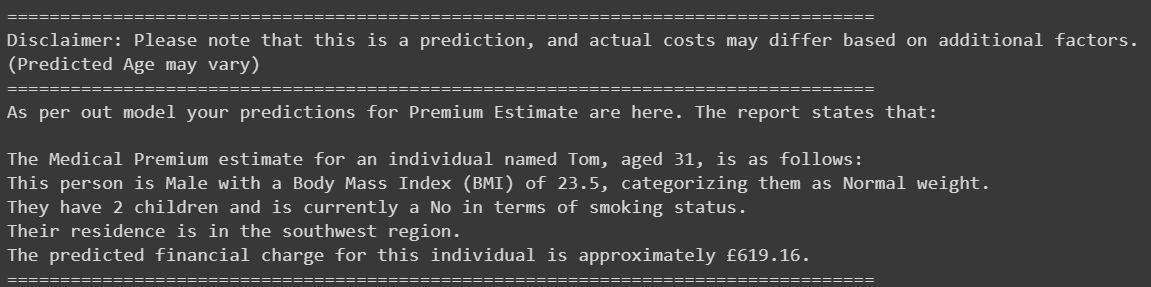 ================================================================================
Disclaimer: Please note that this is a prediction, and actual costs may differ based on additional factors.
(Predicted Age may vary)
================================================================================
As per out model your predictions for Premium Estimate are here. The report states that:

The Medical Premium estimate for an individual named Tom, aged 31, is as follows:
This person is Male with a Body Mass Index (BMI) of 23.5, categorizing them as Normal weight.
They have 2 children and is currently a No in terms of smoking status.
Their residence is in the southwest region.
The predicted financial charge for this individual is approximately £619.16.
================================================================================